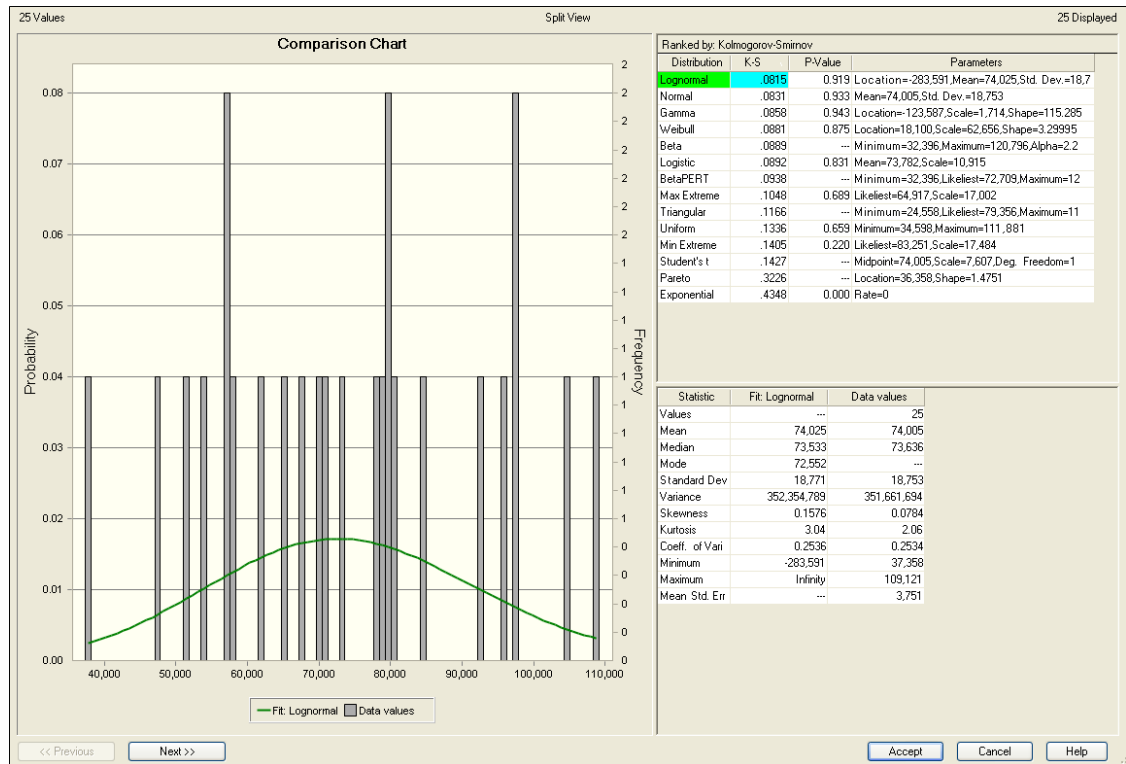 25 Values
Split View
25 Displayed
Comparison Chart
0.08
0.07
0.06
0.05
0.04
0.03
0.02
0.01
0.00
Probability
2
2
2
2
2
2
2
1
1
1
1
1
1
1
1
1
1
0
0
0
0
0
Frequency
40,000 50,000 60,000 70,000 80,000 90,000 100,000 110,000
Fit: Lognormal Data values
Ranked by: Kolmogorov-Smirnov
Distribution K-S P-Value Parameters
Lognormal .0815 0.919 Location=-283,591,Mean=74,025,Std. Dev.=18,7
Normal .0831 0.933 Mean=74,005,Std. Dev.=18,753
Gamma .0858 0.943 Location=-123,587,Scale=1,714,Shape=115.285
Weibull .0881 0.875 Location=18,100,Scale=62,656,Shape=3.29995
Beta .0889 --- Minimum=32,396,Maximum=120,796,Alpha=2.2
Logistic .0892 0.831 Mean=73,782,Scale=10,915
BetaPERT .0938 --- Minimum=32,396,Likeliest=72,709,Maximum=12
Max Extreme .1048 0.689 Likeliest=64,917,Scale=17,002
Triangular .1166 --- Minimum=24,558,Likeliest=79,356,Maximum=11
Uniform .1336 0.659 Minimum=34,598,Maximum=111,881
Min Extreme .1405 0.220 Likeliest=83,251,Scale=17,484
Student's t .1427 --- Midpoint=74,005,Scale=7,607,Deg. Freedom=1
Pareto .3226 --- Location=36,358,Shape=1.4751
Exponential .4348 0.000 Rate=0
Statistic Fit: Lognormal Data values
Values --- 25
Mean 74,025 74,005
Median 73,533 73,636
Mode 72,552 ---
Standard Dev 18,771 18,753
Variance 352,354,789 351,661,694
Skewness 0.1576 0.0784
Kurtosis 3.04 2.06
Coeff. of Vari 0.2536 0.2534
Minimum -283,591 37,358
Maximum Infinity 109,121
Mean Std. Err --- 3,751
<< Previous
Next >>
Accept
Cancel
Help